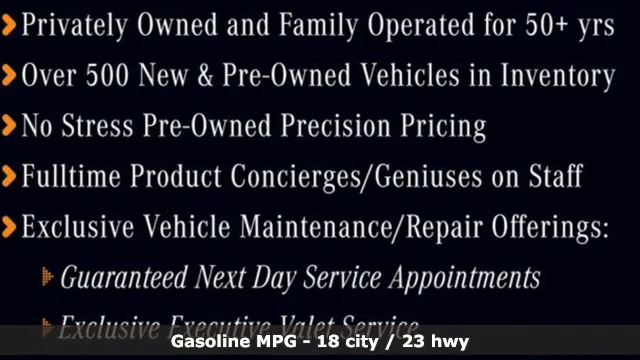 Privately Owned and Family Operated for 50+ yrs
Over 500 New & Pre-Owned Vehicles in Inventory
No Stress Pre-Owned Precision Pricing
Fulltime Product Concierges/Geniuses on Staff
Exclusive Vehicle Maintenance/Repair Offerings:
Guaranteed Next Day Service Appointments
Exclusive Executive Valet Service
Gasoline MPG - 18 city / 23 hwy